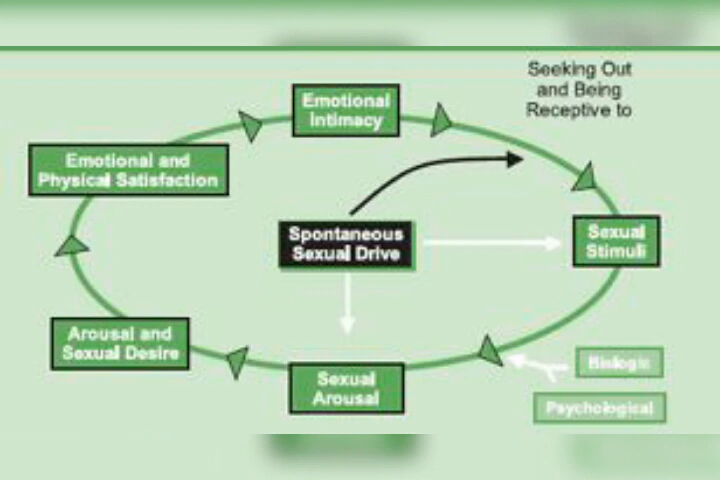 Seeking Out
and Being
Receptive to
Emotional
Intimacy
Emotional and
Physical Satisfaction
Spontaneous
Sexual Drive
Sexual
Stimuli
Arousal and
Sexual Desire
Biologic
Sexual
Arousal
Psychological